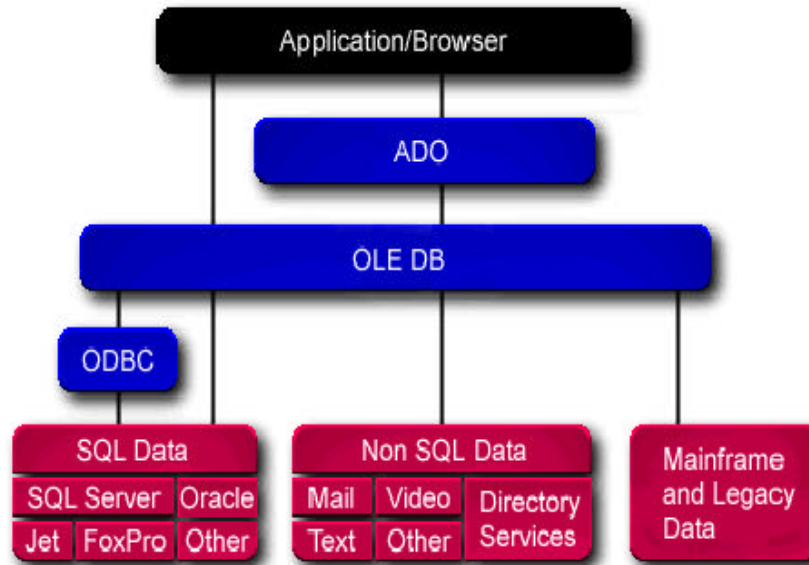 Application/Browser
ADO
OLE DB
ODBC
SQL Data
SQL Server
Oracle
Jet
FoxPro
Other
Non SQL Data
Mail
Video
Directory
Services
Text
Other
Mainframe
and Legacy
Data